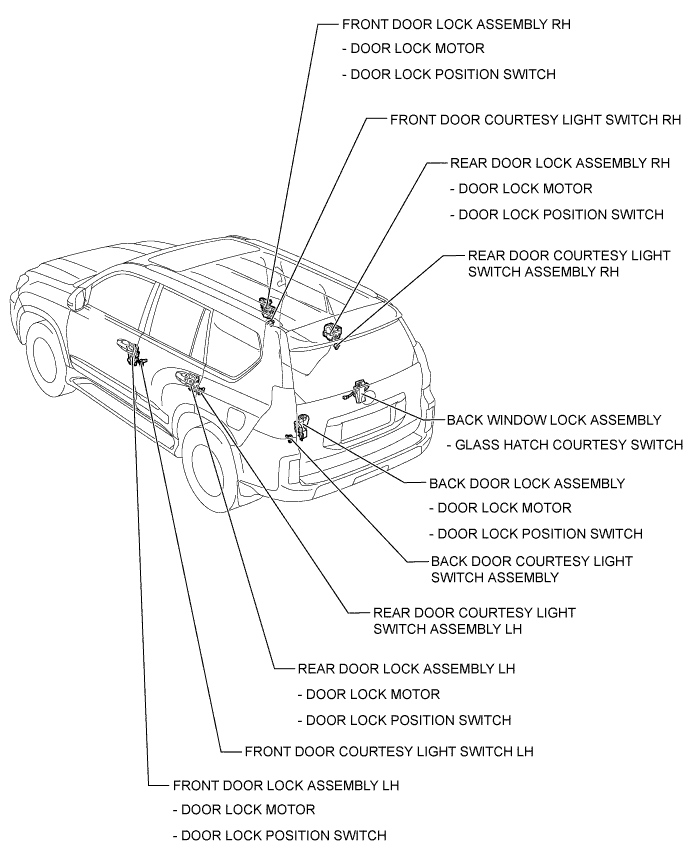 FRONT DOOR LOCK ASSEMBLY RH
- DOOR LOCK MOTOR
- DOOR LOCK POSITION SWITCH
FRONT DOOR COURTESY LIGHT SWITCH RH
REAR DOOR LOCK ASSEMBLY RH
- DOOR LOCK MOTOR
- DOOR LOCK POSITION SWITCH
REAR DOOR COURTESY LIGHT
SWITCH ASSEMBLY RH
BACK WINDOW LOCK ASSEMBLY
- GLASS HATCH COURTESY SWITCH
BACK DOOR LOCK ASSEMBLY
- DOOR LOCK MOTOR
- DOOR LOCK POSITION SWITCH
BACK DOOR COURTESY LIGHT
SWITCH ASSEMBLY
REAR DOOR COURTESY LIGHT
SWITCH ASSEMBLY LH
REAR DOOR LOCK ASSEMBLY LH
- DOOR LOCK MOTOR
- DOOR LOCK POSITION SWITCH
FRONT DOOR COURTESY LIGHT SWITCH LH
FRONT DOOR LOCK ASSEMBLY LH
- DOOR LOCK MOTOR
- DOOR LOCK POSITION SWITCH